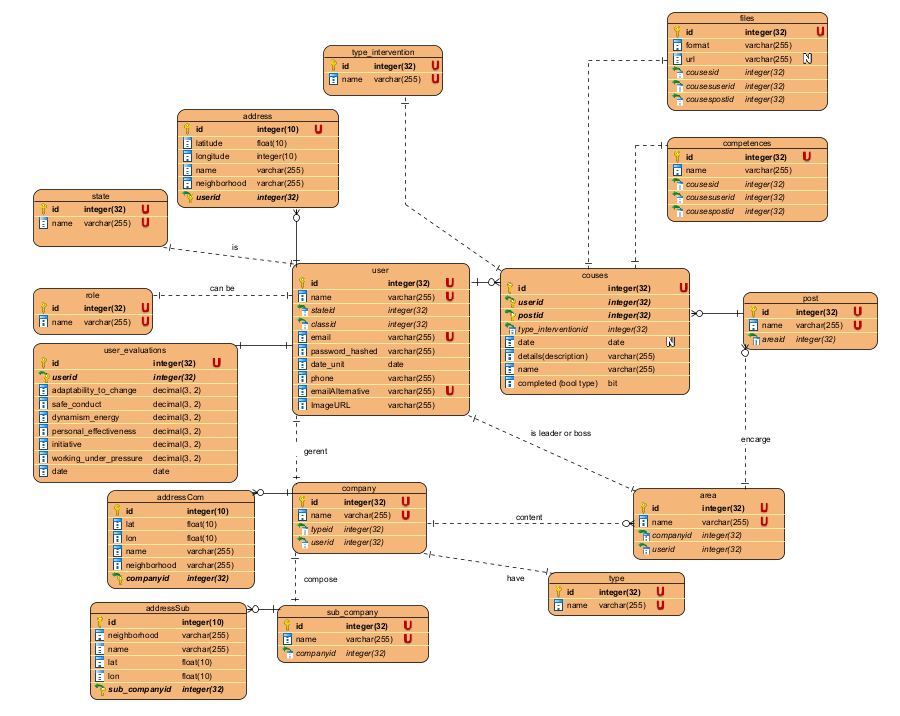 files
id integer(32) U
format varchar(255)
url varchar(255) N
cousesid integer(32)
cousesuserid integer(32)
cousespostid integer(32)
type_intervention
id integer(32) U
name varchar(255) U
address
id integer(10) U
latitude float(10)
longitude integer(10)
name varchar(255)
neighborhood varchar(255)
userid integer(32)
competences
id integer(32) U
name varchar(255)
cousesid integer(32)
cousesuserid integer(32)
cousespostid integer(32)
state
id integer(32) U
name varchar(255) U
is
user
id integer(32) U
name varchar(255) U
stateid integer(32)
classid integer(32)
email varchar(255) U
password_hashed varchar(255)
date_unit date
phone varchar(255)
emailAlternative varchar(255) U
ImageURL varchar(255)
couses
id integer(32) U
userid integer(32)
postid integer(32)
type_interventionid integer(32)
date date N
details(description) varchar(255)
name varchar(255)
completed (bool type) bit
role
id integer(32) U
name varchar(255) U
can be
post
id integer(32) U
name varchar(255) U
areaid integer(32)
user_evaluations
id integer(32) U
userid integer(32)
adaptability_to_change decimal(3, 2)
safe_conduct decimal(3, 2)
dynamism_energy decimal(3, 2)
personal_effectiveness decimal(3, 2)
initiative decimal(3, 2)
working_under_pressure decimal(3, 2)
date date
is leader or boss
encarge
gerent
addressCom
id integer(10)
lat float(10)
lon float(10)
name varchar(255)
neighborhood varchar(255)
companyid integer(32)
company
id integer(32) U
name varchar(255) U
typeid integer(32)
userid integer(32)
content
area
id integer(32) U
name varchar(255) U
companyid integer(32)
userid integer(32)
compose
have
type
id integer(32) U
name varchar(255) U
addressSub
id integer(10)
neighborhood varchar(255)
name varchar(255)
lat float(10)
lon float(10)
sub_companyid integer(32)
sub_company
id integer(32) U
name varchar(255) U
companyid integer(32)